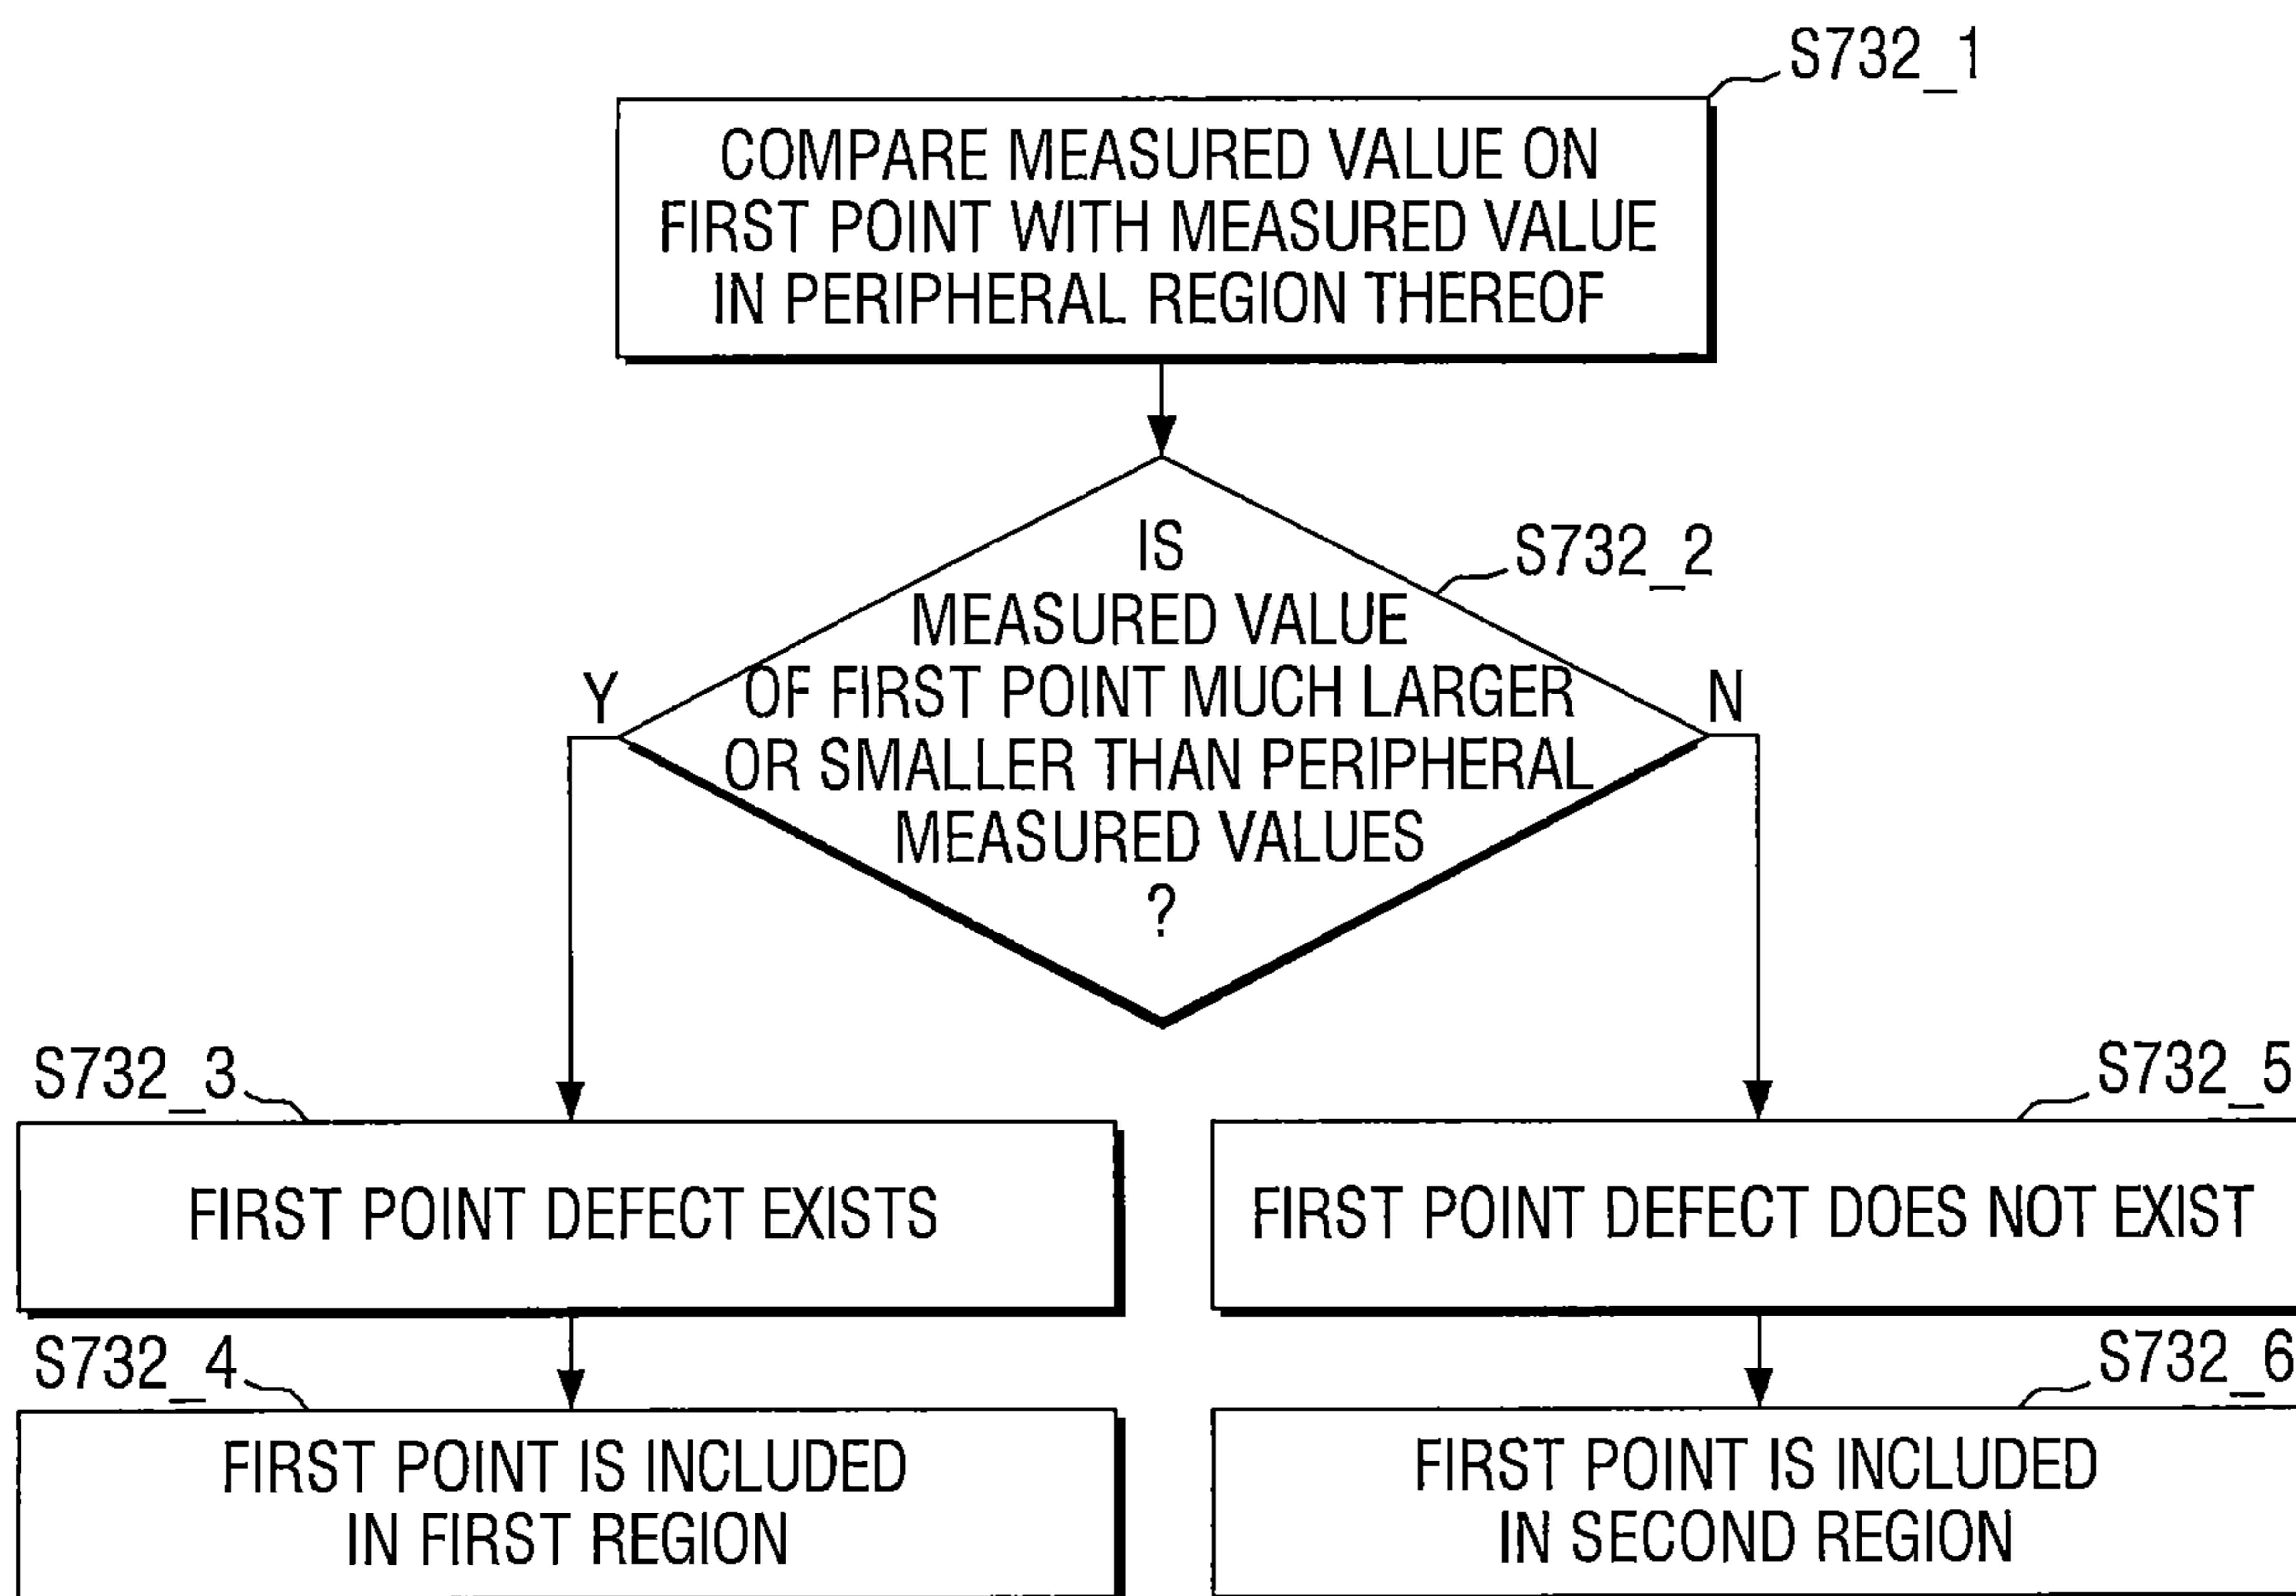 S732_1
COMPARE MEASURED VALUE ON
FIRST POINT WITH MEASURED VALUE
IN PERIPHERAL REGION THEREOF
S732_2
IS
MEASURED VALUE
OF FIRST POINT MUCH LARGER
OR SMALLER THAN PERIPHERAL
MEASURED VALUES
?
Y
N
S732_3
FIRST POINT DEFECT EXISTS
S732_5
FIRST POINT DEFECT DOES NOT EXIST
S732_4
FIRST POINT IS INCLUDED
IN FIRST REGION
S732_6
FIRST POINT IS INCLUDED
IN SECOND REGION